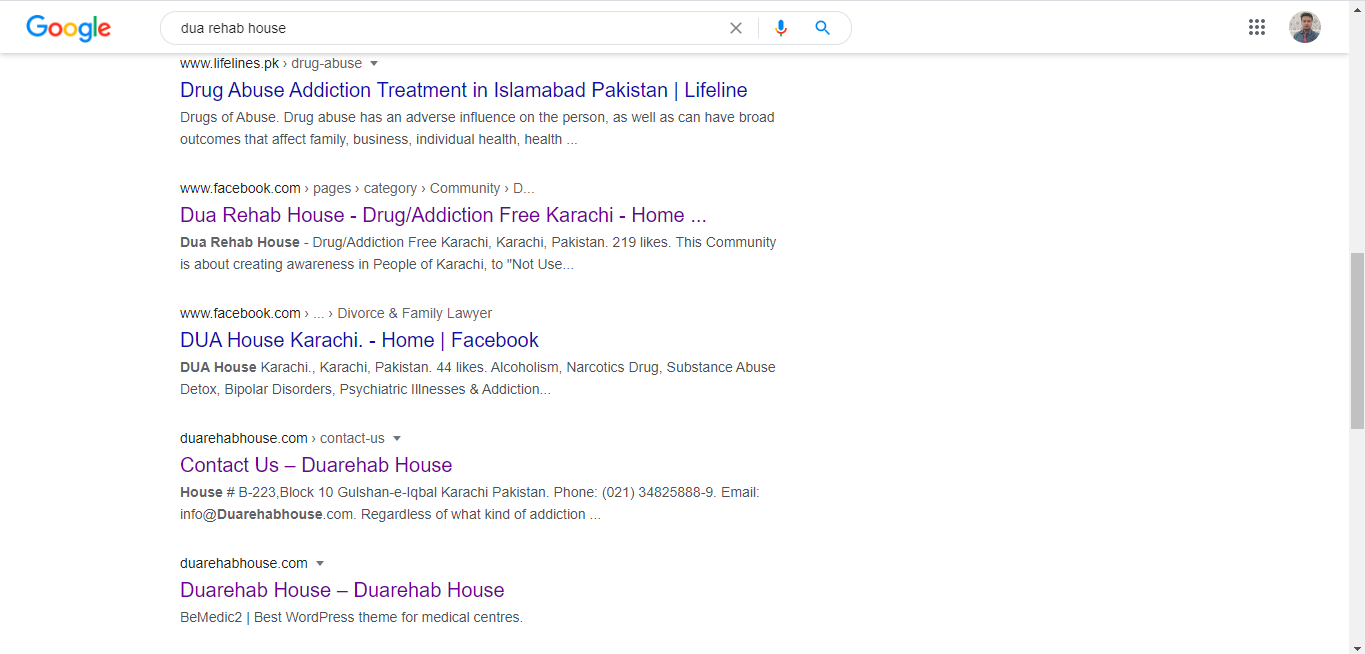 Google
dua rehab house
www.lifelines.pk › drug-abuse
Drug Abuse Addiction Treatment in Islamabad Pakistan | Lifeline
Drugs of Abuse. Drug abuse has an adverse influence on the person, as well as can have broad
outcomes that affect family, business, individual health, health ...
www.facebook.com › pages › category › Community › D...
Dua Rehab House - Drug/Addiction Free Karachi - Home ...
Dua Rehab House - Drug/Addiction Free Karachi, Karachi, Pakistan. 219 likes. This Community
is about creating awareness in People of Karachi, to "Not Use...
www.facebook.com › ... › Divorce & Family Lawyer
DUA House Karachi. - Home | Facebook
DUA House Karachi., Karachi, Pakistan. 44 likes. Alcoholism, Narcotics Drug, Substance Abuse
Detox, Bipolar Disorders, Psychiatric Illnesses & Addiction...
duarehabhouse.com › contact-us
Contact Us – Duarehab House
House # B-223,Block 10 Gulshan-e-Iqbal Karachi Pakistan. Phone: (021) 34825888-9. Email:
info@Duarehabhouse.com. Regardless of what kind of addiction ...
duarehabhouse.com
Duarehab House – Duarehab House
BeMedic2 | Best WordPress theme for medical centres.